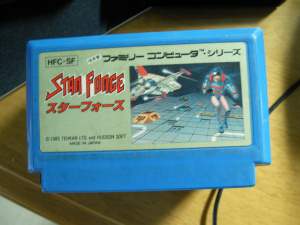 HFC-SF
ファミリー コンピュータ™ シリーズ
STAR FORCE
スターフォース
© 1985 TEHKAN LTD. and HUDSON SOFT
MADE IN JAPAN